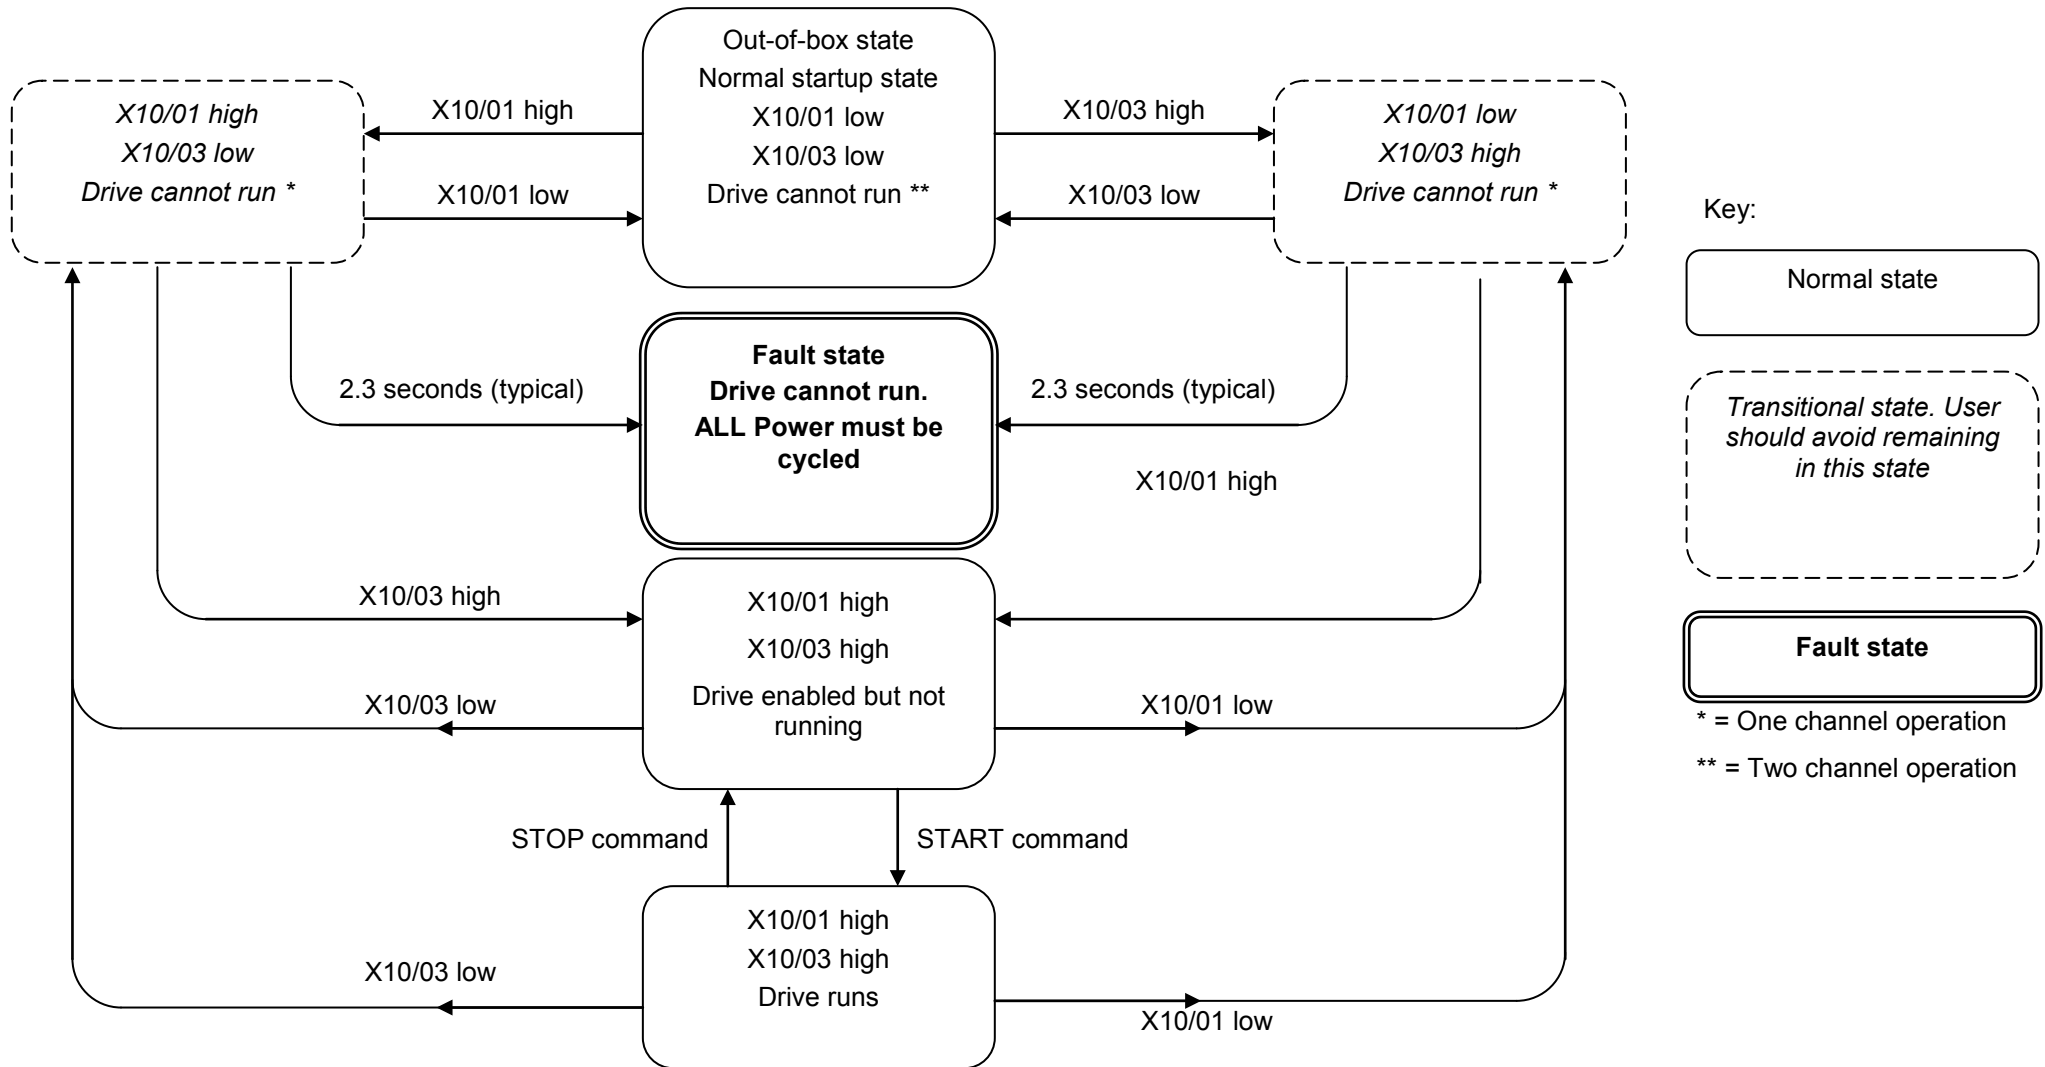 Out-of-box state
Normal startup state
X10/01 low
X10/03 low
Drive cannot run **
X10/01 high
X10/03 low
Drive cannot run *
X10/01 high
X10/01 low
X10/03 high
X10/03 low
X10/01 low
X10/03 high
Drive cannot run *
Fault state
Drive cannot run.
ALL Power must be
cycled
2.3 seconds (typical)
2.3 seconds (typical)
X10/01 high
X10/03 high
X10/01 high
X10/03 high
Drive enabled but not
running
X10/03 low
X10/01 low
STOP command
START command
X10/01 high
X10/03 high
Drive runs
X10/03 low
X10/01 low
Key:
Normal state
Transitional state. User
should avoid remaining
in this state
Fault state
* = One channel operation
** = Two channel operation